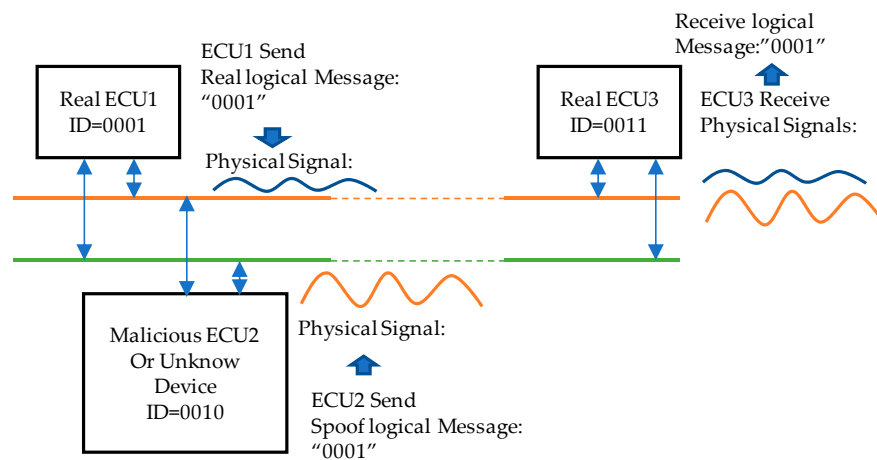 Real ECU1
ID=0001
ECU1 Send
Real logical Message:
“0001”
Physical Signal:
Real ECU3
ID=0011
Receive logical
Message:”0001”
ECU3 Receive
Physical Signals:
Malicious ECU2
Or Unknow
Device
ID=0010
Physical Signal:
ECU2 Send
Spoof logical Message:
“0001”